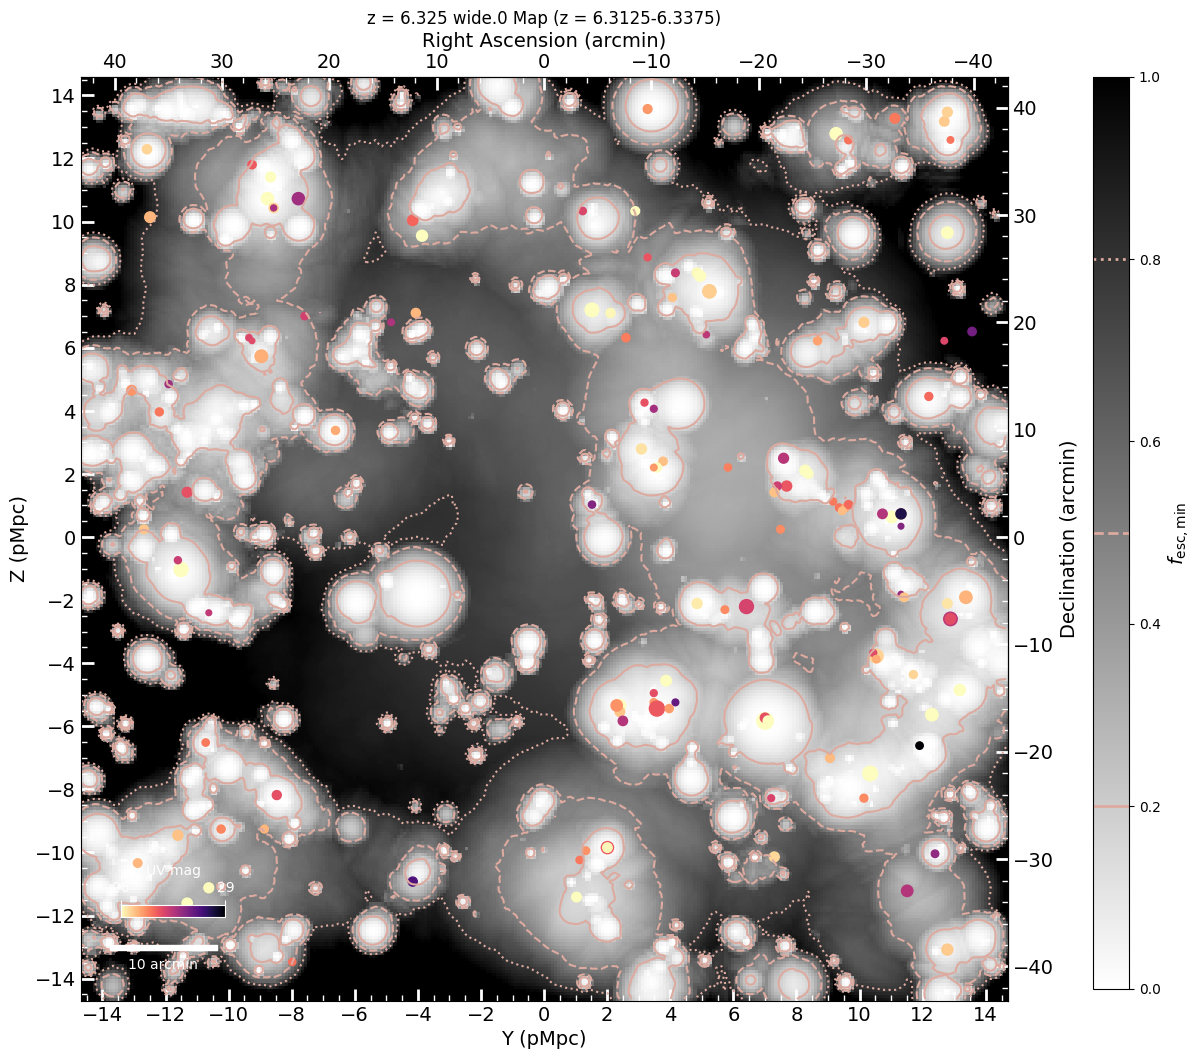 z = 6.325 wide.0 Map (z = 6.3125-6.3375)
Right Ascension (arcmin)
40 30 20 10 0 −10 −20 −30 −40
14 12 10 8 6 4 2 0 −2 −4 −6 −8 −10 −12 −14
Z (pMpc)
40 30 20 10 0 −10 −20 −30 −40
Declination (arcmin)
1.0 0.8 0.6 0.4 0.2 0.0
f_esc,min
mag
29
10 arcmin
−14 −12 −10 −8 −6 −4 −2 0 2 4 6 8 10 12 14
Y (pMpc)